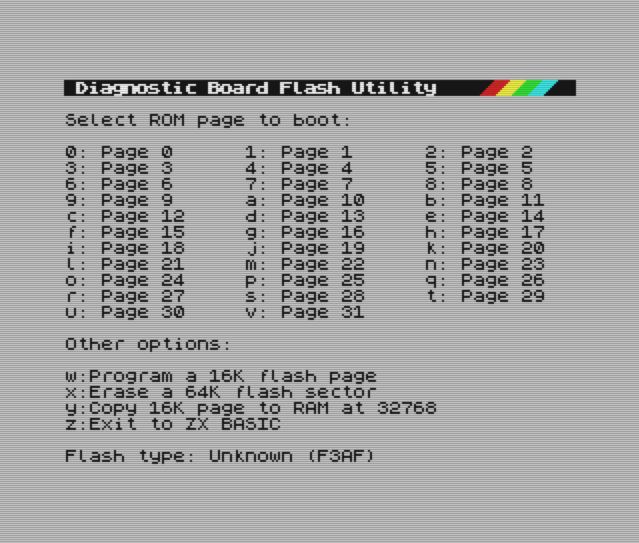 Diagnostic Board Flash Utility
Select ROM page to boot:
0: Page 0 1: Page 1 2: Page 2
3: Page 3 4: Page 4 5: Page 5
6: Page 6 7: Page 7 8: Page 8
9: Page 9 a: Page 10 b: Page 11
c: Page 12 d: Page 13 e: Page 14
f: Page 15 g: Page 16 h: Page 17
i: Page 18 j: Page 19 k: Page 20
l: Page 21 m: Page 22 n: Page 23
o: Page 24 p: Page 25 q: Page 26
r: Page 27 s: Page 28 t: Page 29
u: Page 30 v: Page 31
Other options:
w:Program a 16K flash page
x:Erase a 64K flash sector
y:Copy 16K page to RAM at 32768
z:Exit to ZX BASIC
Flash type: Unknown (F3AF)